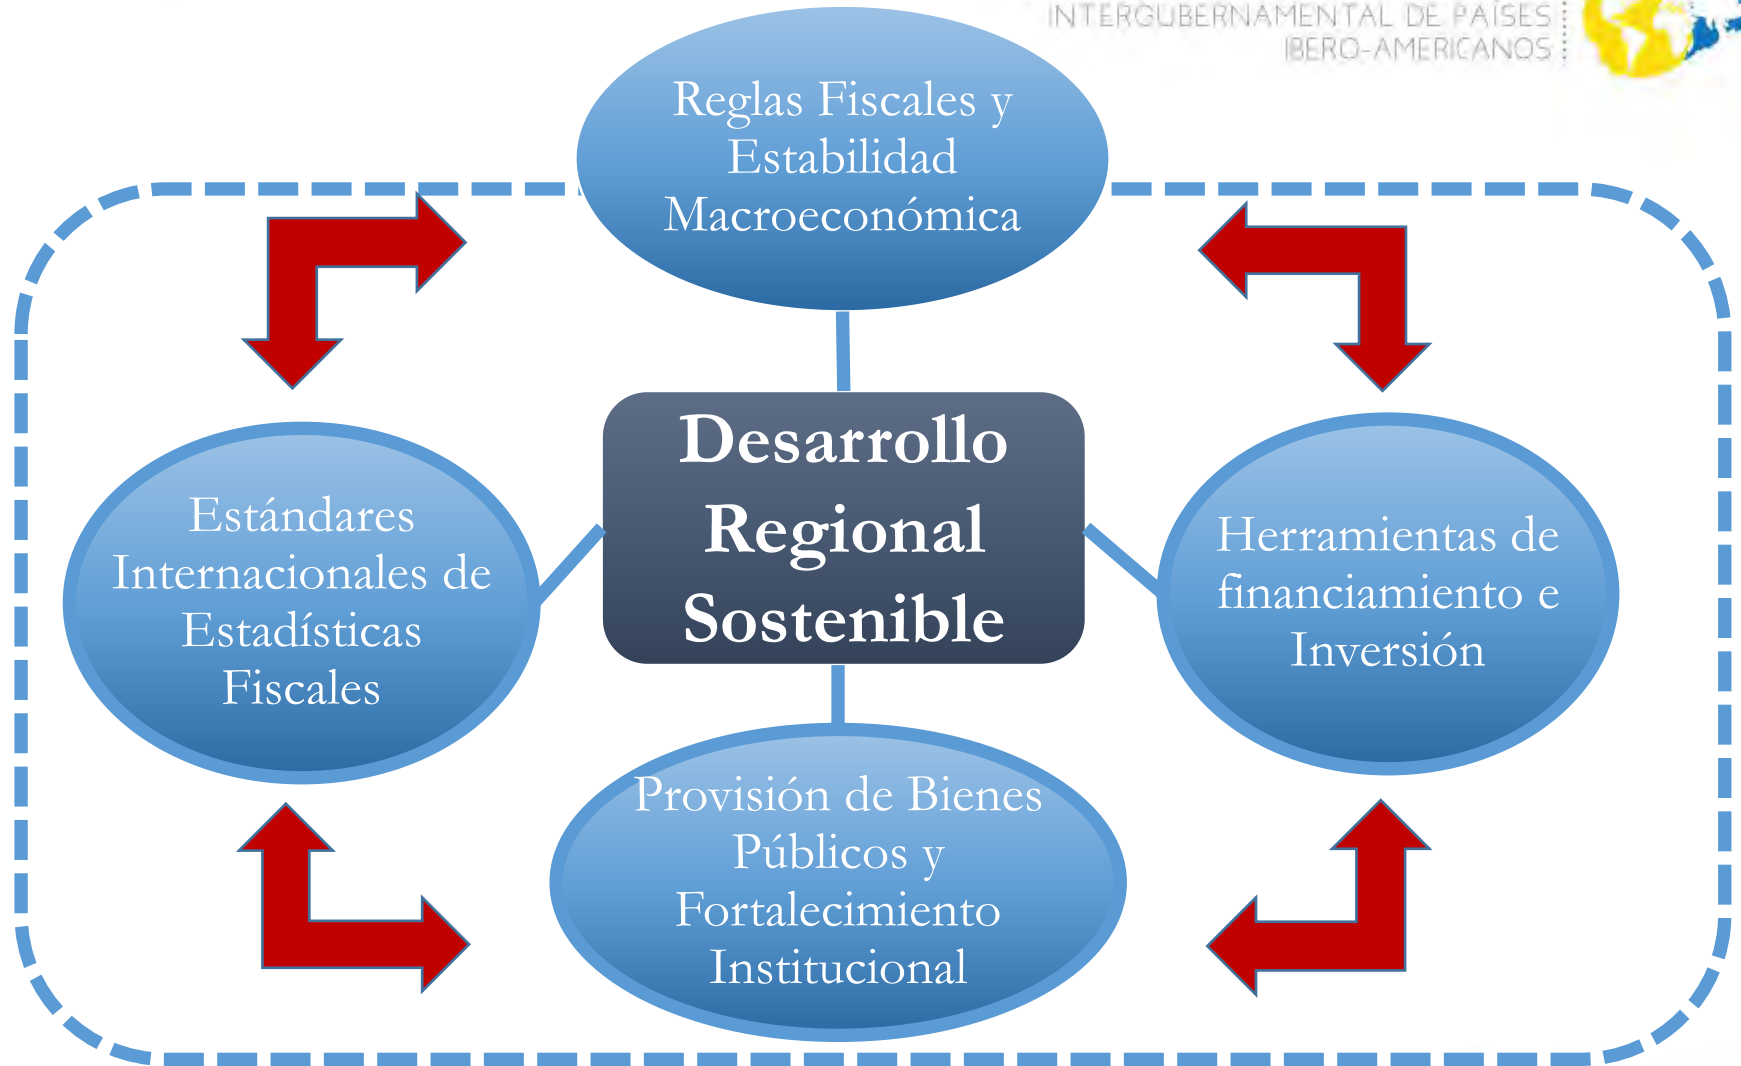 INTERGUBERNAMENTAL DE PAÍSES
IBERO-AMERICANOS
Reglas Fiscales y
Estabilidad
Macroeconómica
Desarrollo
Regional
Sostenible
Estándares
Internacionales de
Estadísticas
Fiscales
Herramientas de
financiamiento e
Inversión
Provisión de Bienes
Públicos y
Fortalecimiento
Institucional